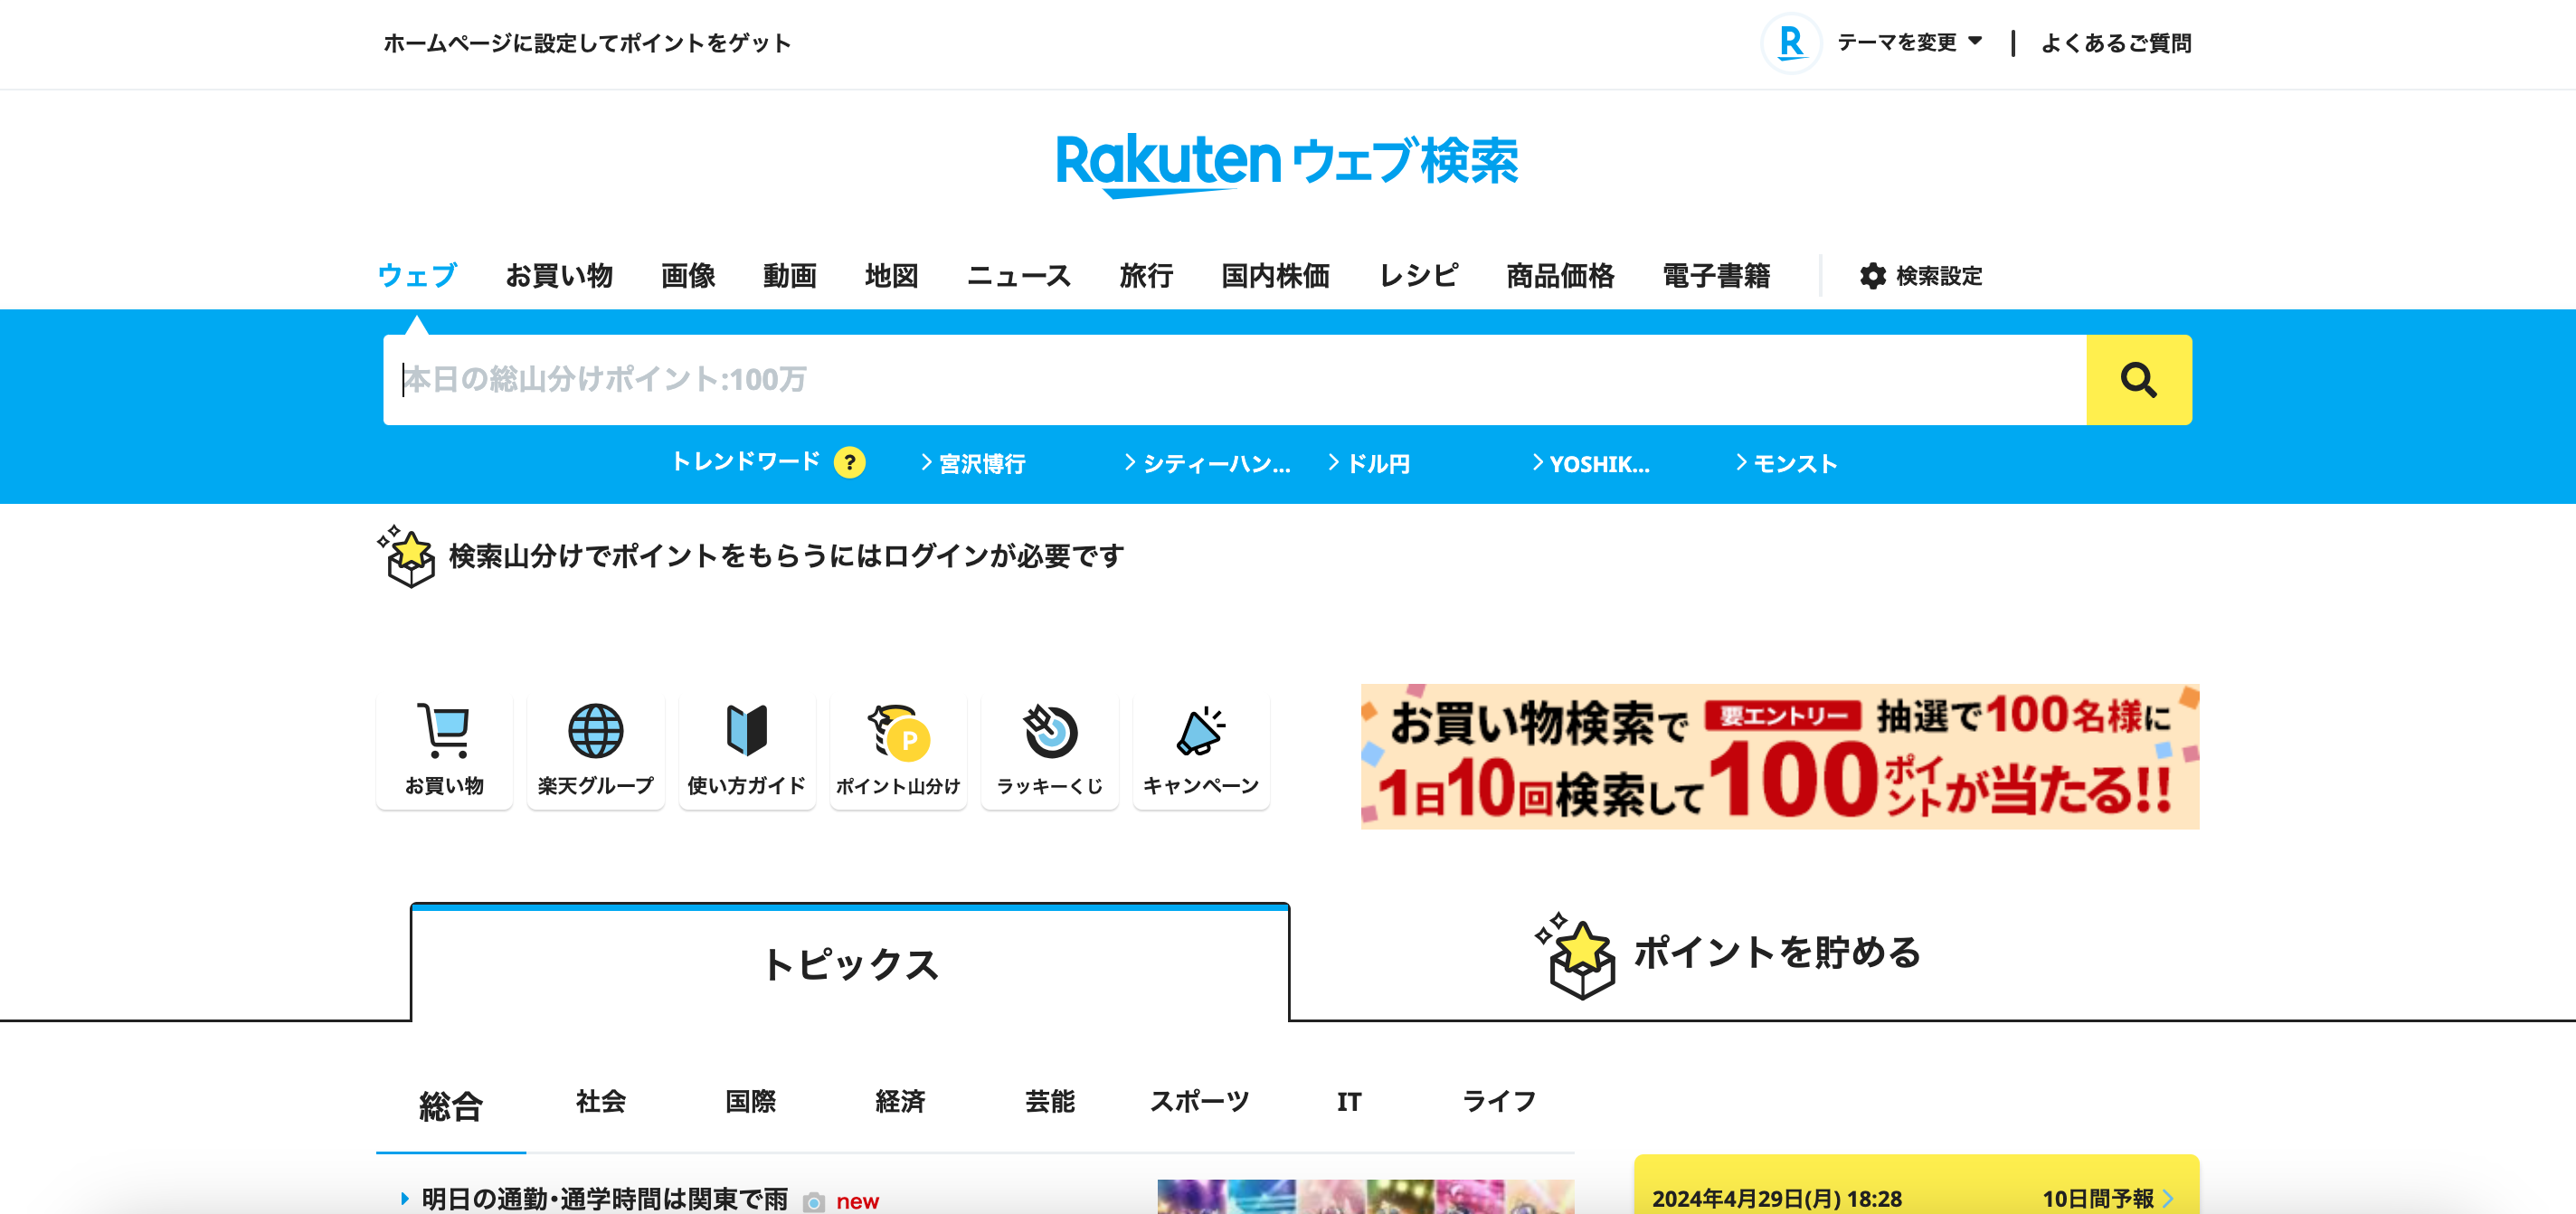 ホームページに設定してポイントをゲット
R テーマを変更 | よくあるご質問
Rakuten ウェブ検索
ウェブ お買い物 画像 動画 地図 ニュース 旅行 国内株価 レシピ 商品価格 電子書籍 検索設定
本日の総山分けポイント:100万
トレンドワード ? 宮沢博行 シティーハン... ドル円 YOSHIK... モンスト
検索山分けでポイントをもらうにはログインが必要です
お買い物 楽天グループ 使い方ガイド P ポイント山分け ラッキーくじ キャンペーン
お買い物検索で 要エントリー 抽選で100名様に
1日10回検索して100ポイントが当たる!!
トピックス
ポイントを貯める
総合 社会 国際 経済 芸能 スポーツ IT ライフ
明日の通勤・通学時間は関東で雨 new
2024年4月29日(月) 18:28 10日間予報